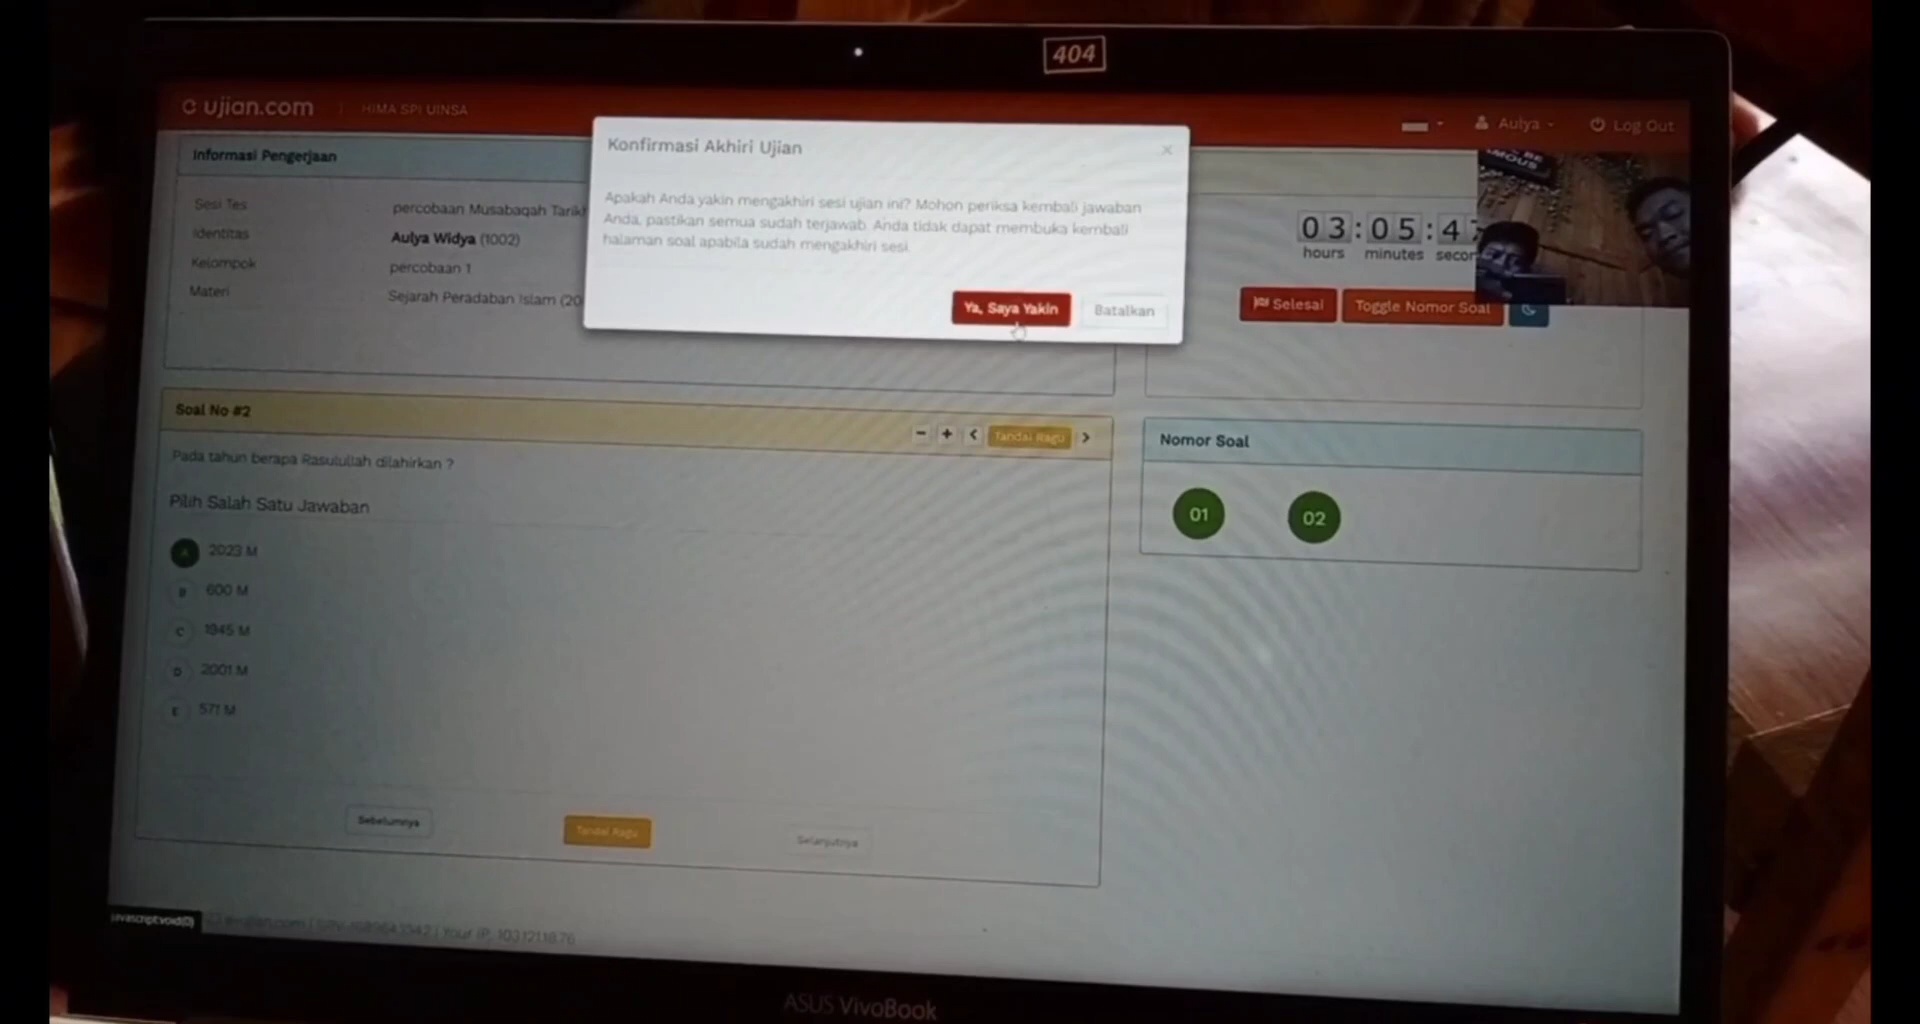 404
ujian.com
HIMA SPI UINSA
Aulya
Log Out
Konfirmasi Akhiri Ujian
×
Apakah Anda yakin mengakhiri sesi ujian ini? Mohon periksa kembali jawaban
Anda, pastikan semua sudah terjawab. Anda tidak dapat membuka kembali
halaman soal apabila sudah mengakhiri sesi.
Ya, Saya Yakin
Batalkan
Informasi Pengerjaan
Sesi Tes
percobaan Musabaqah Tarikh
Identitas
Aulya Widya (1002)
Kelompok
percobaan 1
Materi
Sejarah Peradaban Islam (20
03:05:4
hours minutes secon
Selesai
Toggle Nomor Soal
Soal No #2
- + < Tandai Ragu >
Pada tahun berapa Rasulullah dilahirkan ?
Pilih Salah Satu Jawaban
A 2023 M
B 600 M
C 1945 M
D 2001 M
E 571 M
Sebelumnya
Tandai Ragu
Selanjutnya
Nomor Soal
01 02
javascript:void(0)
Your IP:
ASUS VivoBook